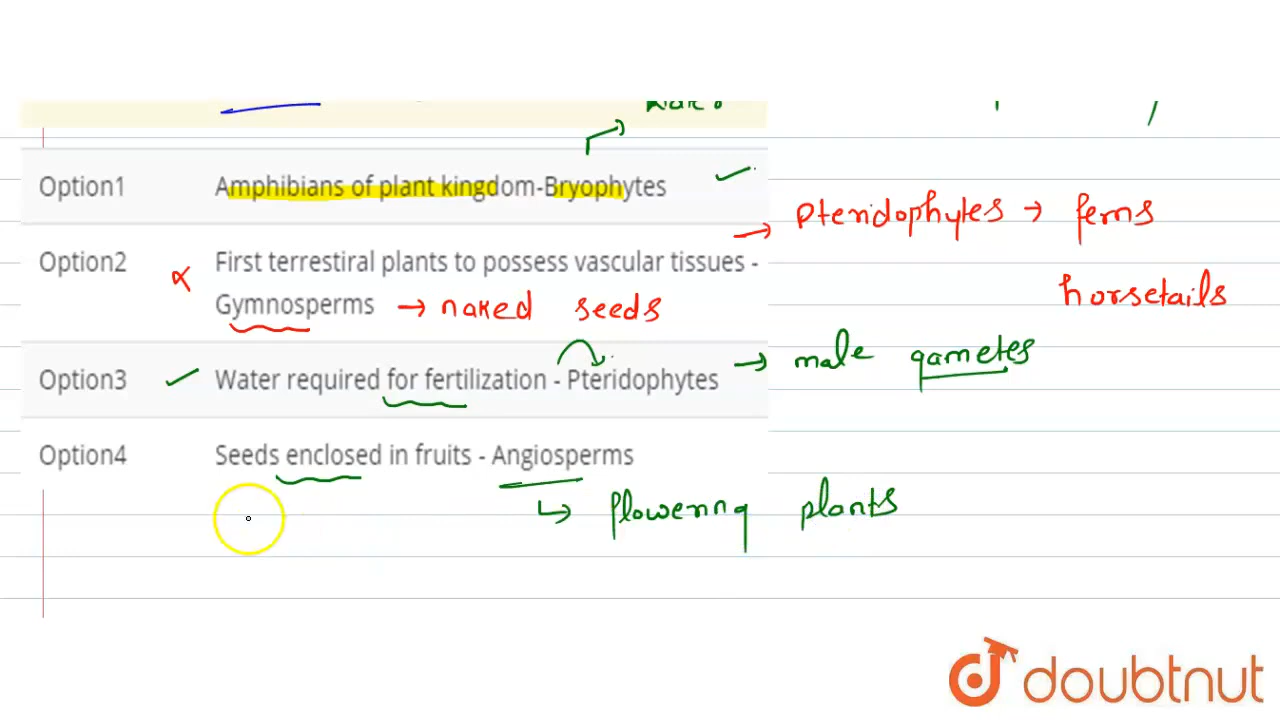 Option1 Amphibians of plant kingdom-Bryophytes
Pteridophytes → ferns
Option2 First terrestiral plants to possess vascular tissues -
Gymnosperms → naked seeds
horsetails
Option3 Water required for fertilization - Pteridophytes → male gametes
Option4 Seeds enclosed in fruits - Angiosperms
flowering plants
doubtnut